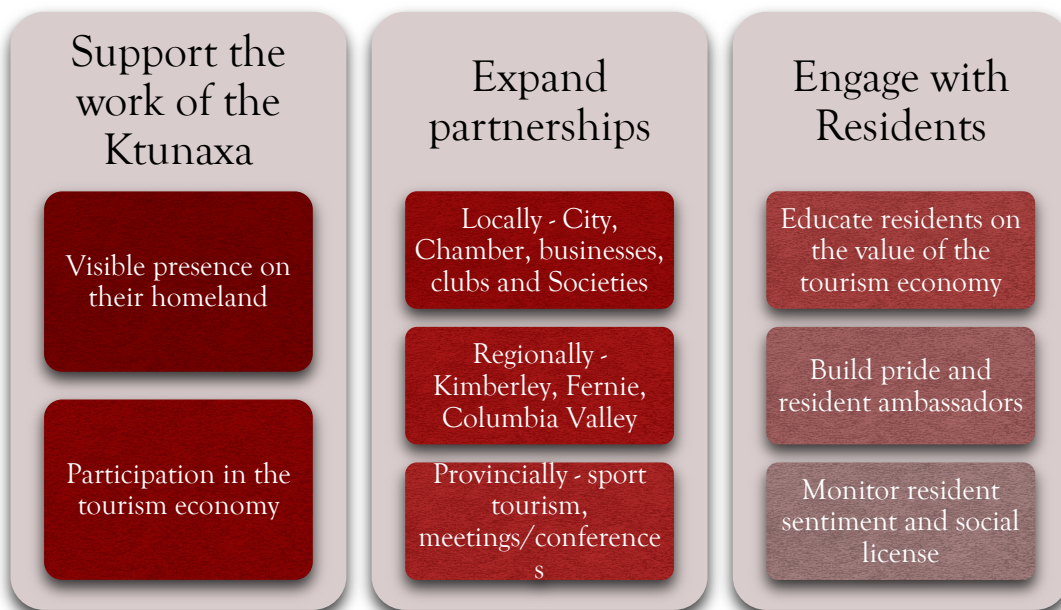 Support the
work of the
Ktunaxa
Visible presence on
their homeland
Participation in the
tourism economy
Expand
partnerships
Locally - City,
Chamber, businesses,
clubs and Societies
Regionally -
Kimberley, Fernie,
Columbia Valley
Provincially - sport
tourism,
meetings/conference
s
Engage with
Residents
Educate residents on
the value of the
tourism economy
Build pride and
resident ambassadors
Monitor resident
sentiment and social
license